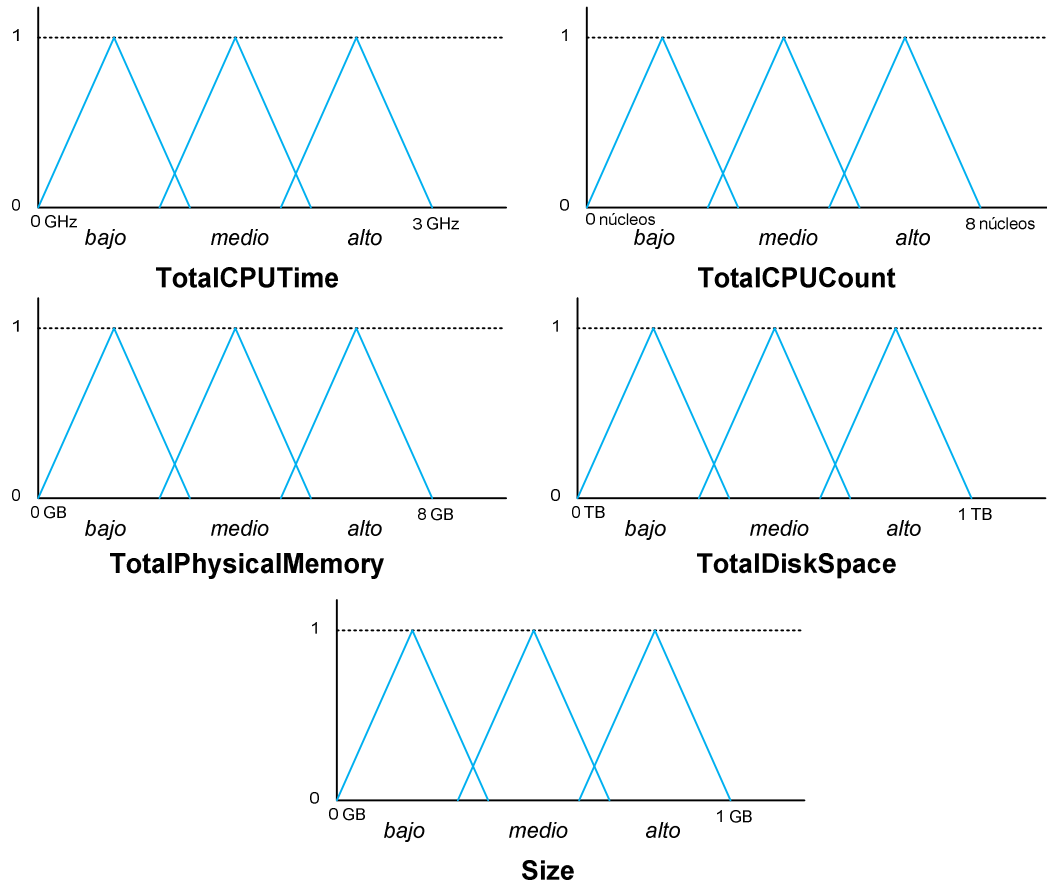 1 1
0 0
0 GHz 3 GHz 0 núcleos 8 núcleos
bajo medio alto bajo medio alto
TotalCPUTime TotalCPUCount
1 1
0 0
0 GB 8 GB 0 TB 1 TB
bajo medio alto bajo medio alto
TotalPhysicalMemory TotalDiskSpace
1
0
0 GB 1 GB
bajo medio alto
Size